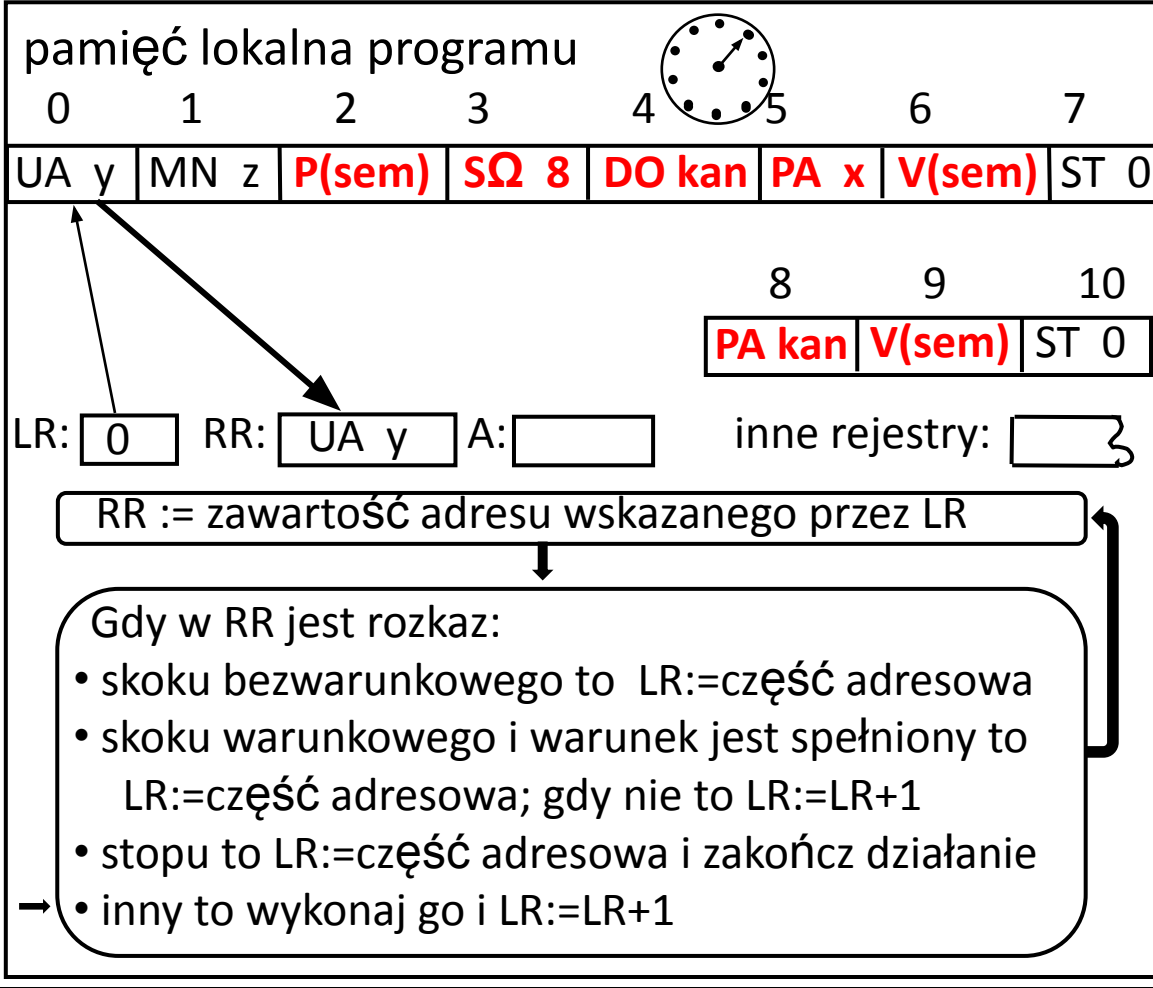 pamięć lokalna programu
0 1 2 3 4 5 6 7
UA y MN z P(sem) SΩ 8 DO kan PA x V(sem) ST 0
8 9 10
PA kan V(sem) ST 0
LR: 0 RR: UA y A: inne rejestry:
RR := zawartość adresu wskazanego przez LR
Gdy w RR jest rozkaz:
• skoku bezwarunkowego to LR:=część adresowa
• skoku warunkowego i warunek jest spełniony to
LR:=część adresowa; gdy nie to LR:=LR+1
• stopu to LR:=część adresowa i zakończ działanie
• inny to wykonaj go i LR:=LR+1